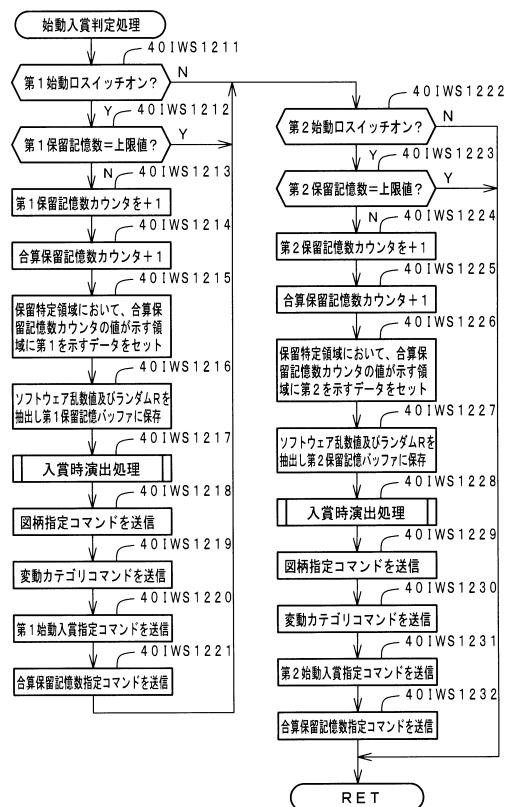 始動入賞判定処理
40IWS1211
第1始動口スイッチオン?
N
Y
40IWS1212
第1保留記憶数=上限値?
Y
N
40IWS1213
第1保留記憶数カウンタを+1
40IWS1214
合算保留記憶数カウンタ+1
40IWS1215
保留特定領域において、合算保
留記憶数カウンタの値が示す領
域に第1を示すデータをセット
40IWS1216
ソフトウェア乱数値及びランダムRを
抽出し第1保留記憶バッファに保存
40IWS1217
入賞時演出処理
40IWS1218
図柄指定コマンドを送信
40IWS1219
変動カテゴリコマンドを送信
40IWS1220
第1始動入賞指定コマンドを送信
40IWS1221
合算保留記憶数指定コマンドを送信
40IWS1222
第2始動口スイッチオン?
N
Y
40IWS1223
第2保留記憶数=上限値?
Y
N
40IWS1224
第2保留記憶数カウンタを+1
40IWS1225
合算保留記憶数カウンタ+1
40IWS1226
保留特定領域において、合算保
留記憶数カウンタの値が示す領
域に第2を示すデータをセット
40IWS1227
ソフトウェア乱数値及びランダムRを
抽出し第2保留記憶バッファに保存
40IWS1228
入賞時演出処理
40IWS1229
図柄指定コマンドを送信
40IWS1230
変動カテゴリコマンドを送信
40IWS1231
第2始動入賞指定コマンドを送信
40IWS1232
合算保留記憶数指定コマンドを送信
RET